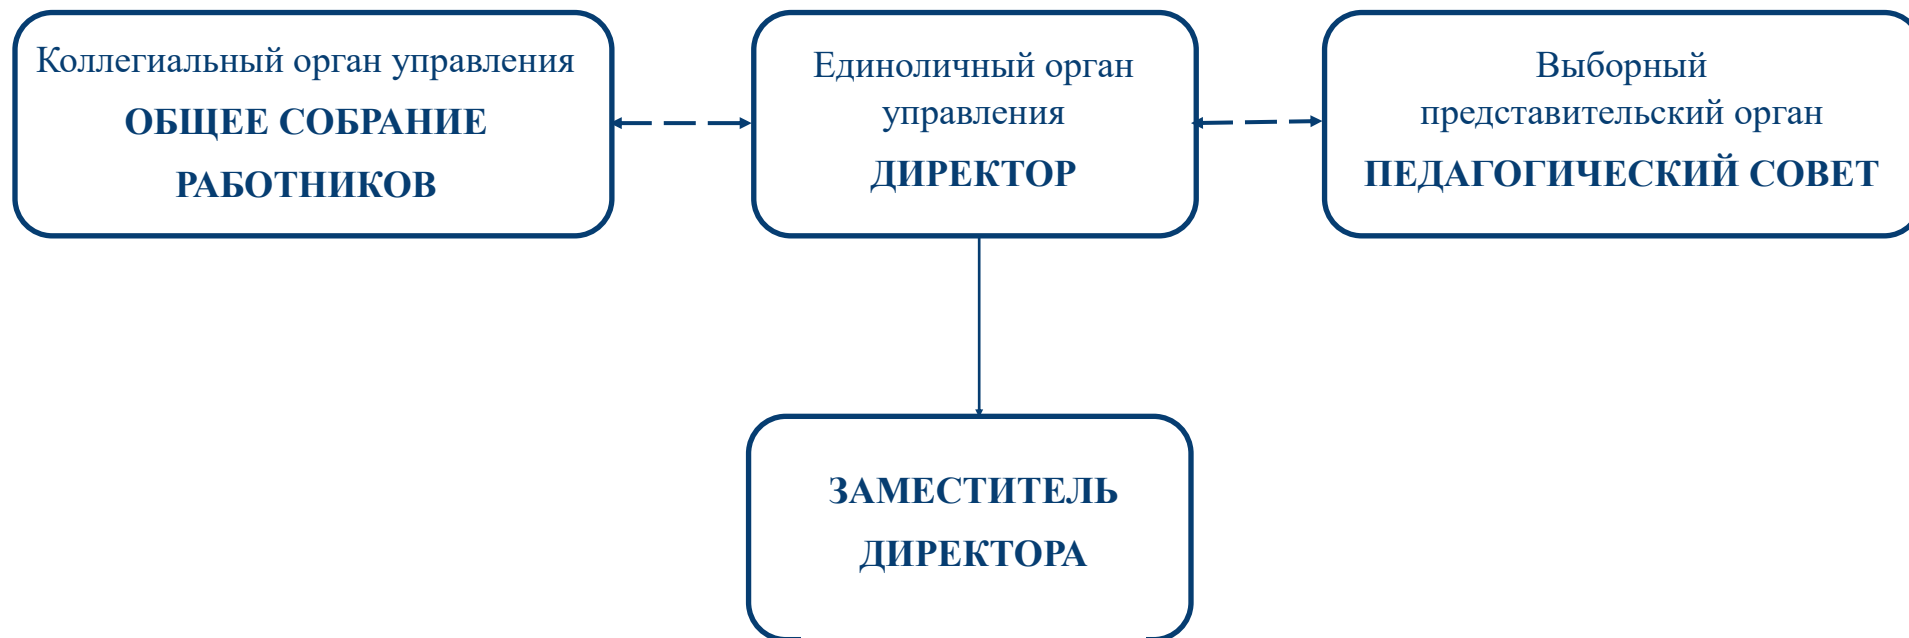 Коллегиальный орган управления
ОБЩЕЕ СОБРАНИЕ
РАБОТНИКОВ
Единоличный орган
управления
ДИРЕКТОР
Выборный
представительский орган
ПЕДАГОГИЧЕСКИЙ СОВЕТ
ЗАМЕСТИТЕЛЬ
ДИРЕКТОРА